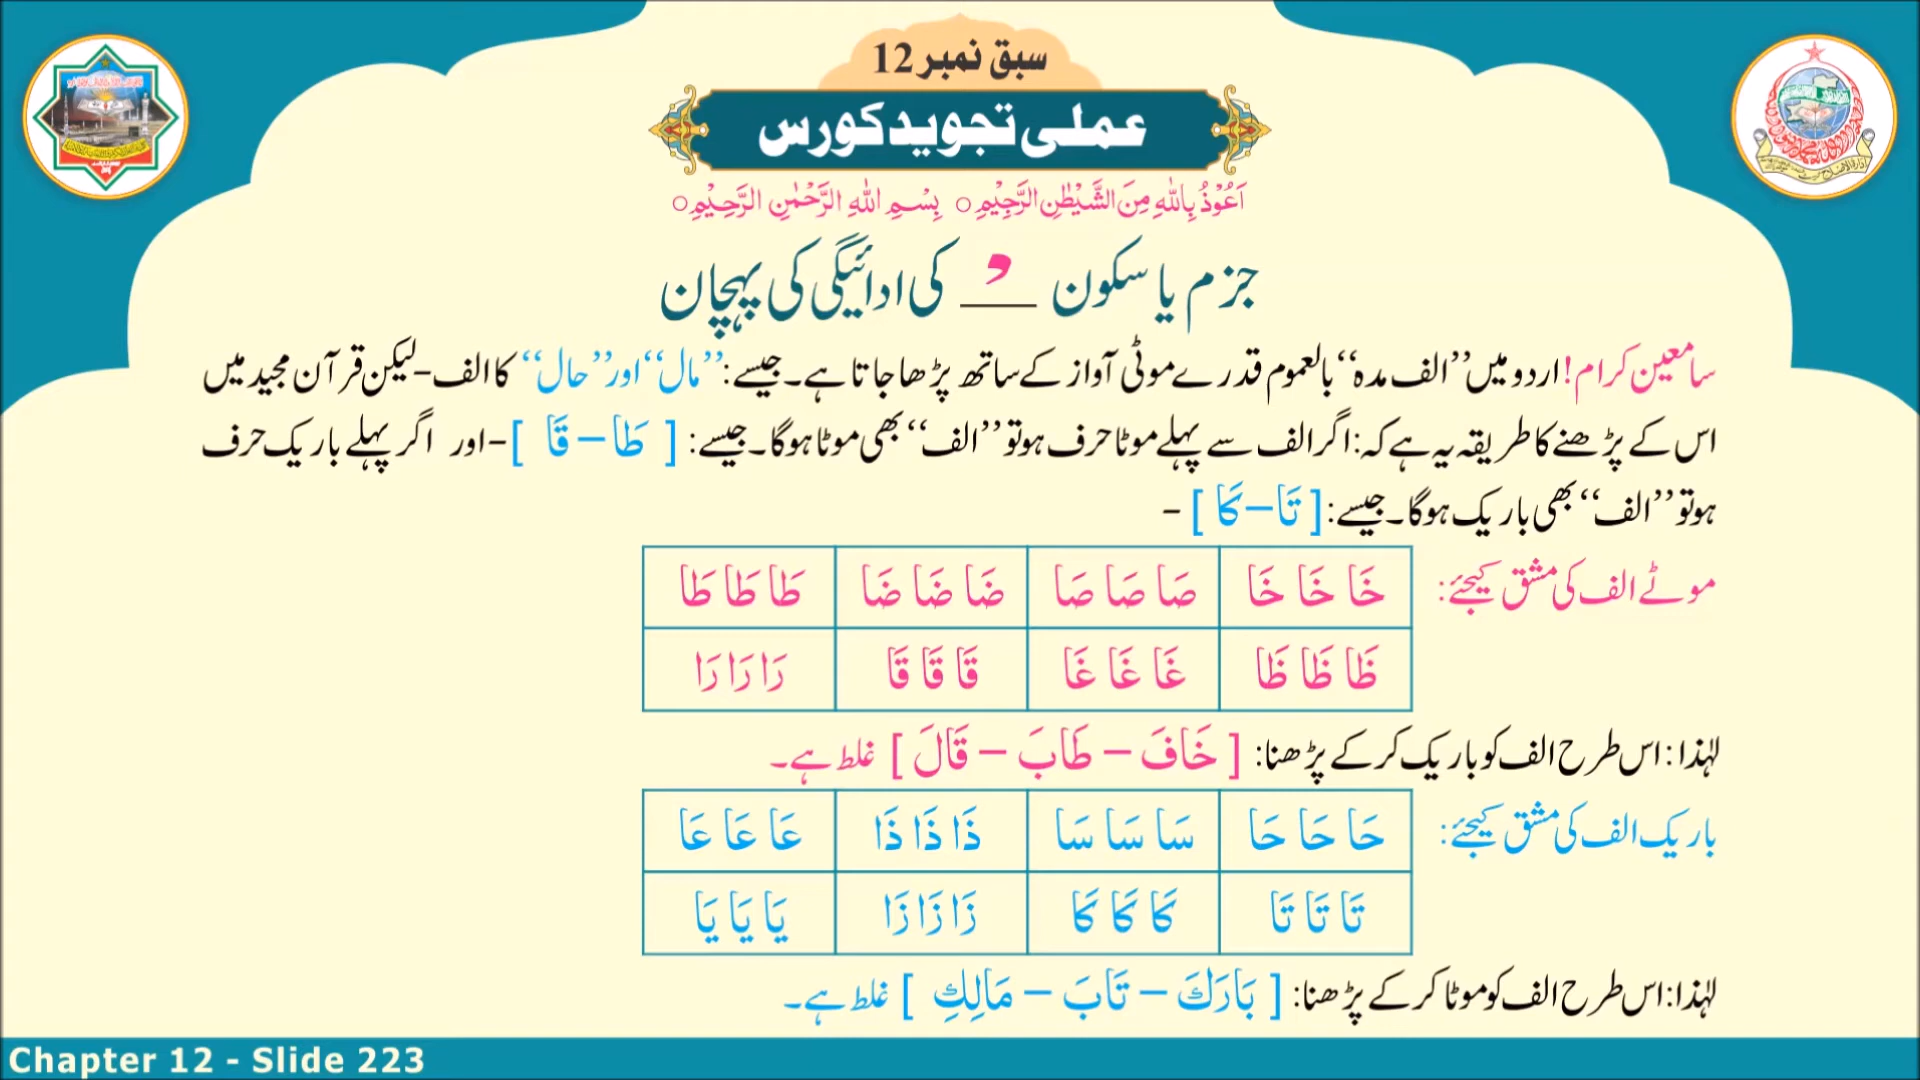 سبق نمبر 12
عملی تجوید کورس
اَعُوْذُ بِاللّٰهِ مِنَ الشَّيْطٰنِ الرَّجِيْمِ ○ بِسْمِ اللّٰهِ الرَّحْمٰنِ الرَّحِيْمِ ○
جزم یا سکون ـْـ کی ادائیگی کی پہچان
سامعین کرام! اردو میں ’’الف مدہ‘‘ بالعموم قدرے موٹی آواز کے ساتھ پڑھا جاتا ہے۔ جیسے: ’’مال‘‘ اور ’’حال‘‘ کا الف- لیکن قرآن مجید میں
اس کے پڑھنے کا طریقہ یہ ہے کہ: اگر الف سے پہلے موٹا حرف ہو تو ’’الف‘‘ بھی موٹا ہوگا۔ جیسے: [ طَا – قَا ]- اور اگر پہلے باریک حرف
ہو تو ’’الف‘‘ بھی باریک ہوگا۔ جیسے: [ تَا – كَا ] -
موٹے الف کی مشق کیجئے: خَا خَا خَا صَا صَا صَا ضَا ضَا ضَا طَا طَا طَا
ظَا ظَا ظَا غَا غَا غَا قَا قَا قَا رَا رَا رَا
لہٰذا: اس طرح الف کو باریک کر کے پڑھنا: [ خَافَ – طَابَ – قَالَ ] غلط ہے۔
باریک الف کی مشق کیجئے: حَا حَا حَا سَا سَا سَا ذَا ذَا ذَا عَا عَا عَا
تَا تَا تَا كَا كَا كَا زَا زَا زَا يَا يَا يَا
لہٰذا: اس طرح الف کو موٹا کر کے پڑھنا: [ بَارَكَ – تَابَ – مَالِكِ ] غلط ہے۔
Chapter 12 - Slide 223